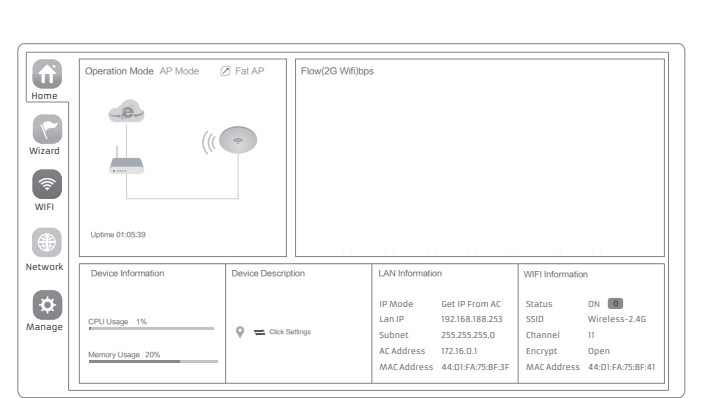 Home
Wizard
WIFI
Network
Manage
Operation Mode AP Mode Fat AP
Uptime 01:05:39
Flow(2G Wifi)bps
Device Information
CPU Usage 1%
Memory Usage 20%
Device Description
Click Settings
LAN Information
IP Mode Get IP From AC
Lan IP 192.168.188.253
Subnet 255.255.255.0
AC Address 172.16.0.1
MAC Address 44:D1:FA:75:BF:3F
WIFI Information
Status ON 0
SSID Wireless-2.4G
Channel 11
Encrypt Open
MAC Address 44:D1:FA:75:BF:41